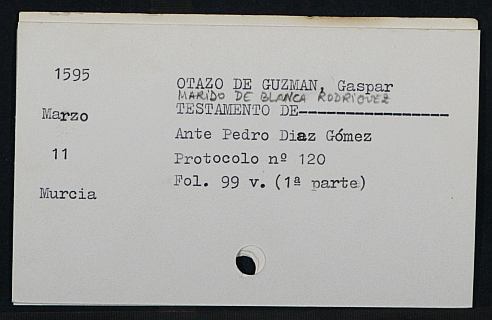 1595
OTAZO DE GUZMAN, Gaspar
MARIDO DE BLANCA RODRIGUEZ
Marzo
TESTAMENTO DE-----------------
Ante Pedro Diaz Gómez
11
Protocolo nº 120
Murcia
Fol. 99 v. (1ª parte)